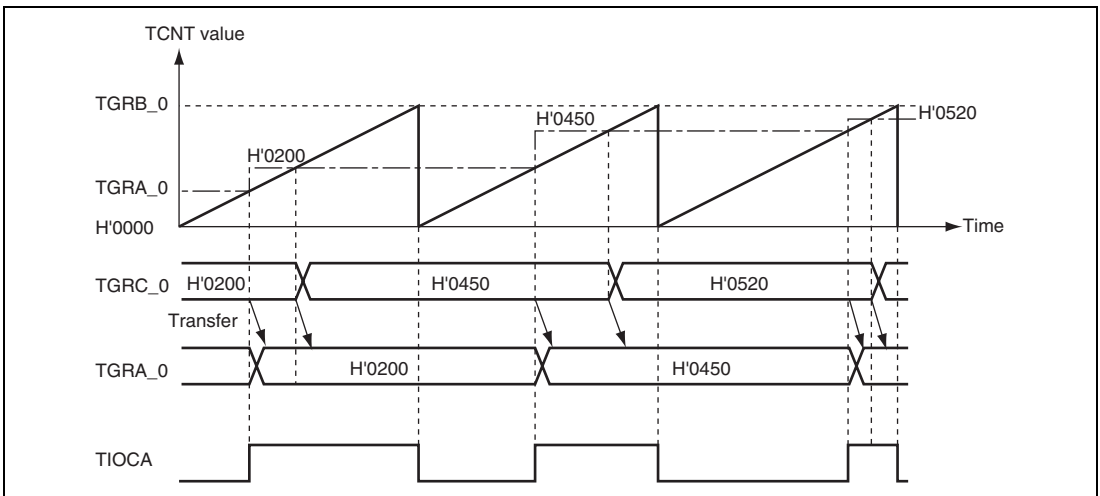 TCNT value
TGRB_0
H'0520
H'0450
H'0200
TGRA_0
H'0000
Time
TGRC_0 H'0200 H'0450 H'0520
Transfer
TGRA_0 H'0200 H'0450
TIOCA